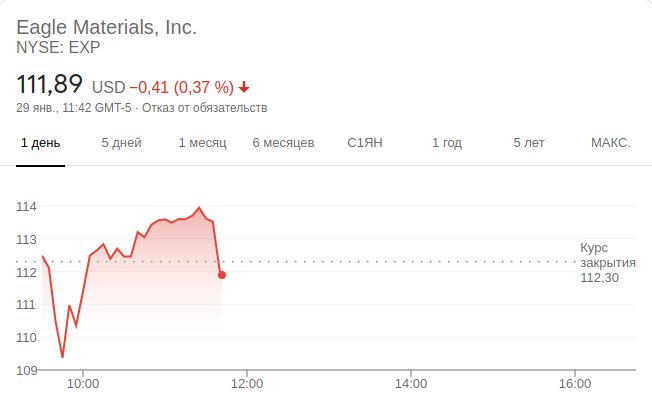 Eagle Materials, Inc.
NYSE: EXP
111,89 USD −0,41 (0,37 %)
29 янв., 11:42 GMT-5 · Отказ от обязательств
1 день 5 дней 1 месяц 6 месяцев С1ЯН 1 год 5 лет МАКС.
114
113
Курс
закрытия
112
112,30
111
110
109
10:00 12:00 14:00 16:00